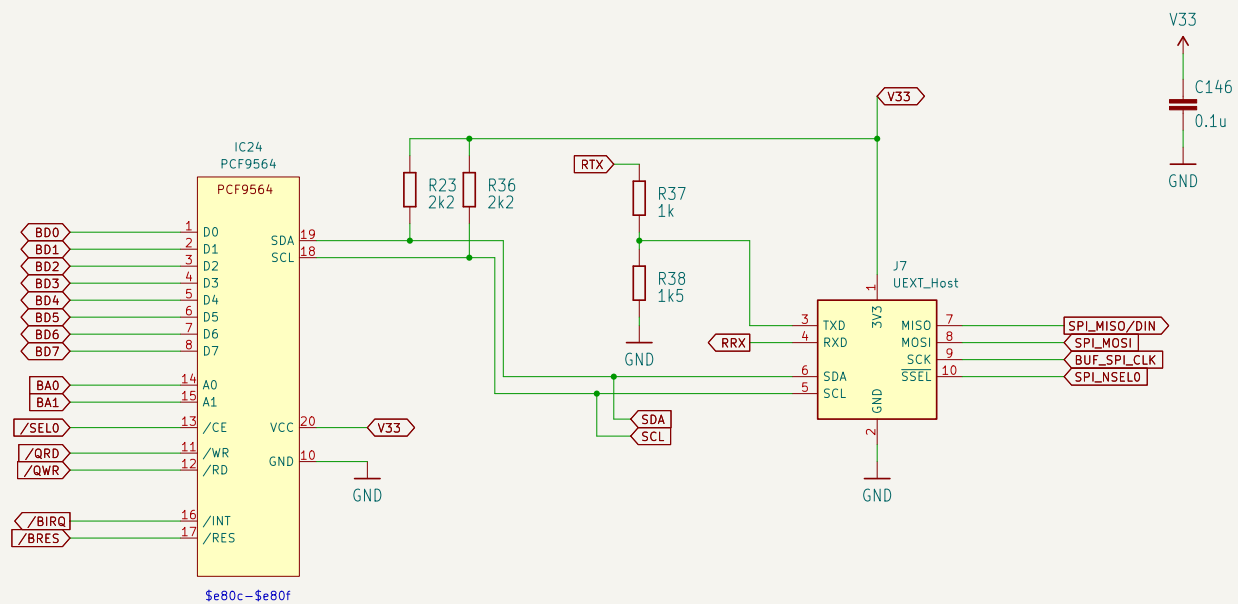 V33
C146
0.1u
GND
V33
IC24
PCF9564
PCF9564
RTX
R23
2k2
R36
2k2
R37
1k
BD0
1
D0
BD1
2
D1
BD2
3
D2
BD3
4
D3
BD4
5
D4
BD5
6
D5
BD6
7
D6
BD7
8
D7
SDA
19
SCL
18
R38
1k5
GND
J7
UEXT_Host
1
3V3
3
TXD
MISO
7
SPI_MISO/DIN
RRX
4
RXD
MOSI
8
SPI_MOSI
SCK
9
BUF_SPI_CLK
6
SDA
SSEL
10
SPI_NSEL0
5
SCL
GND
2
GND
BA0
14
A0
BA1
15
A1
/SEL0
13
/CE
VCC
20
V33
SDA
SCL
/QRD
11
/WR
/QWR
12
/RD
GND
10
GND
/BIRQ
16
/INT
/BRES
17
/RES
$e80c-$e80f